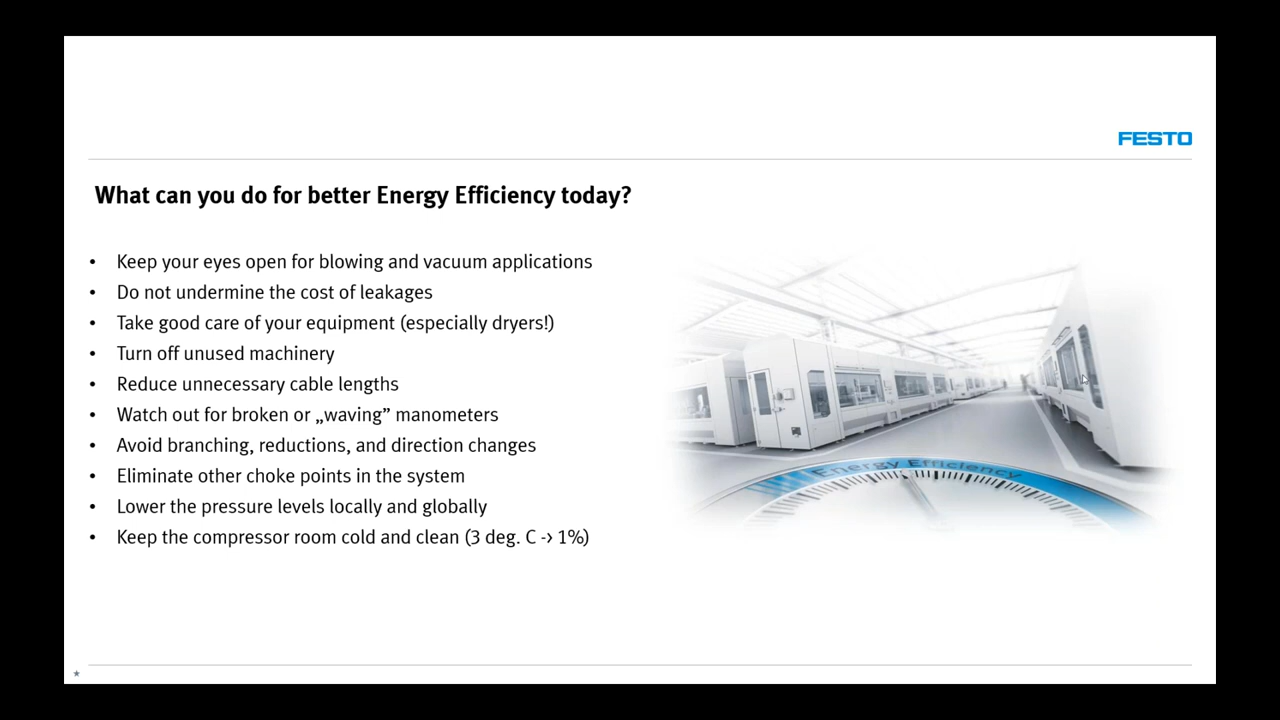 FESTO
What can you do for better Energy Efficiency today?
• Keep your eyes open for blowing and vacuum applications
• Do not undermine the cost of leakages
• Take good care of your equipment (especially dryers!)
• Turn off unused machinery
• Reduce unnecessary cable lengths
• Watch out for broken or „waving” manometers
• Avoid branching, reductions, and direction changes
• Eliminate other choke points in the system
• Lower the pressure levels locally and globally
• Keep the compressor room cold and clean (3 deg. C -> 1%)
Energy Efficiency
*